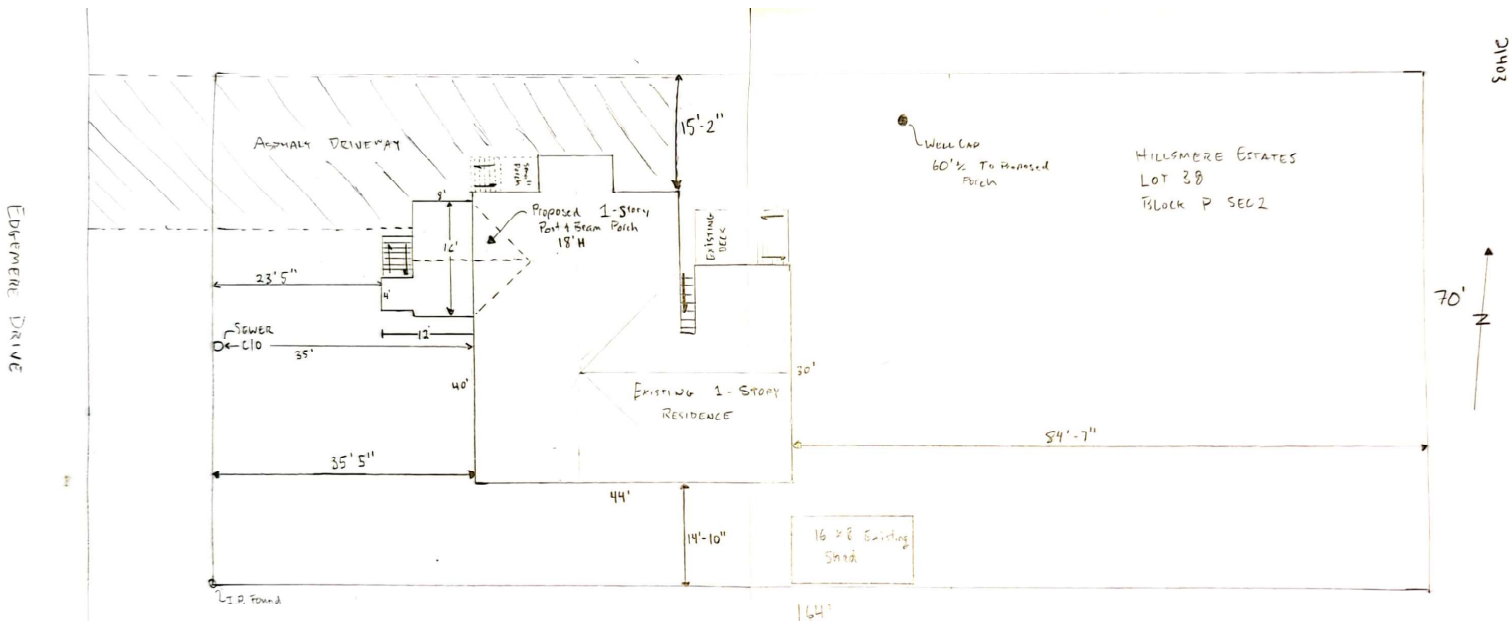 21403
ASPHALT DRIVEWAY
15'-2"
WELL CAP
60' ± To Proposed
Porch
HILLSMERE ESTATES
LOT 38
BLOCK P SEC 2
8'
Proposed 1-Story
Post & Beam Porch
18' H
EXISTING
DECK
EDGEMERE DRIVE
23'5"
4'
70'
N
12'
SEWER
C/O
35'
40'
30'
EXISTING 1-STORY
RESIDENCE
84'-7"
35'5"
44'
14'-10"
16 x 8 Existing
Shed
I.P. Found
164'